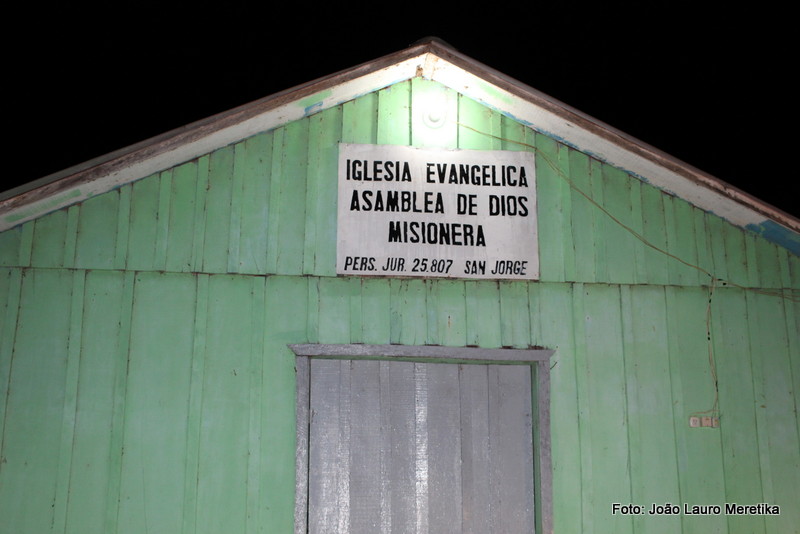 IGLESIA EVANGELICA
ASAMBLEA DE DIOS
MISIONERA
PERS. JUR. 25.807 SAN JORGE
Foto: João Lauro Meretika